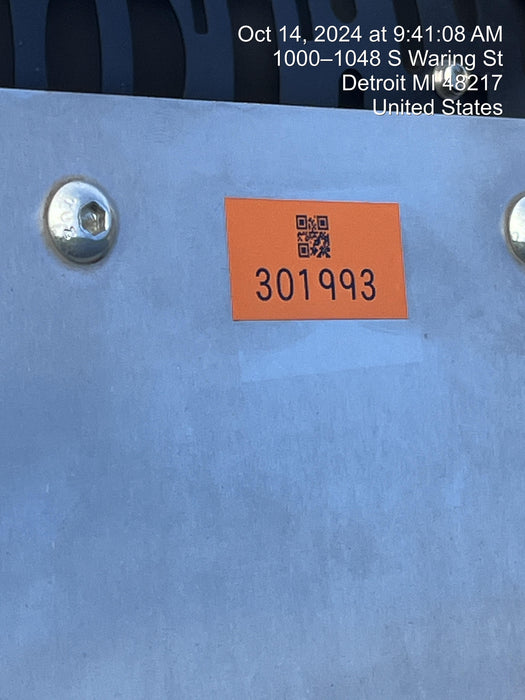 Oct 14, 2024 at 9:41:08 AM
1000–1048 S Waring St
Detroit MI 48217
United States
301993